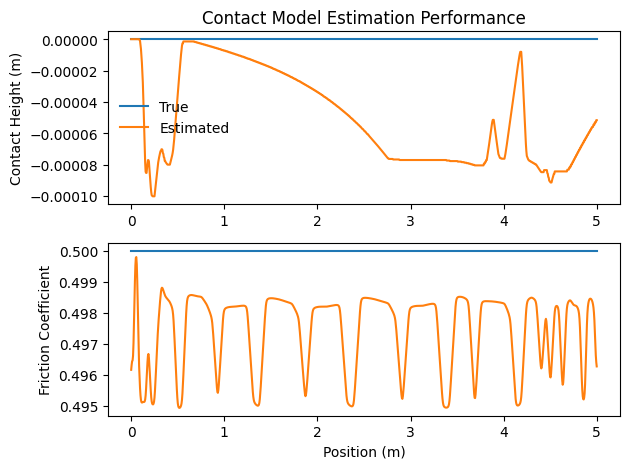 Contact Model Estimation Performance
Contact Height (m)
0.00000
−0.00002
−0.00004
−0.00006
−0.00008
−0.00010
True
Estimated
0 1 2 3 4 5
Friction Coefficient
0.500
0.499
0.498
0.497
0.496
0.495
0 1 2 3 4 5
Position (m)